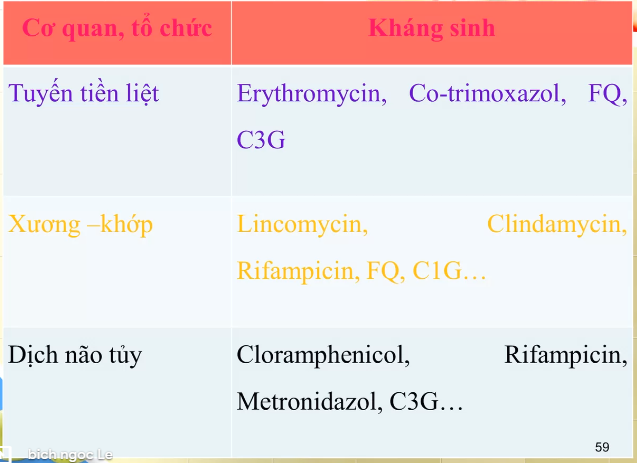 Cơ quan, tổ chức
Kháng sinh
Tuyến tiền liệt
Erythromycin, Co-trimoxazol, FQ,
C3G
Xương –khớp
Lincomycin, Clindamycin,
Rifampicin, FQ, C1G…
Dịch não tủy
Cloramphenicol, Rifampicin,
Metronidazol, C3G…
59
bich ngoc Le